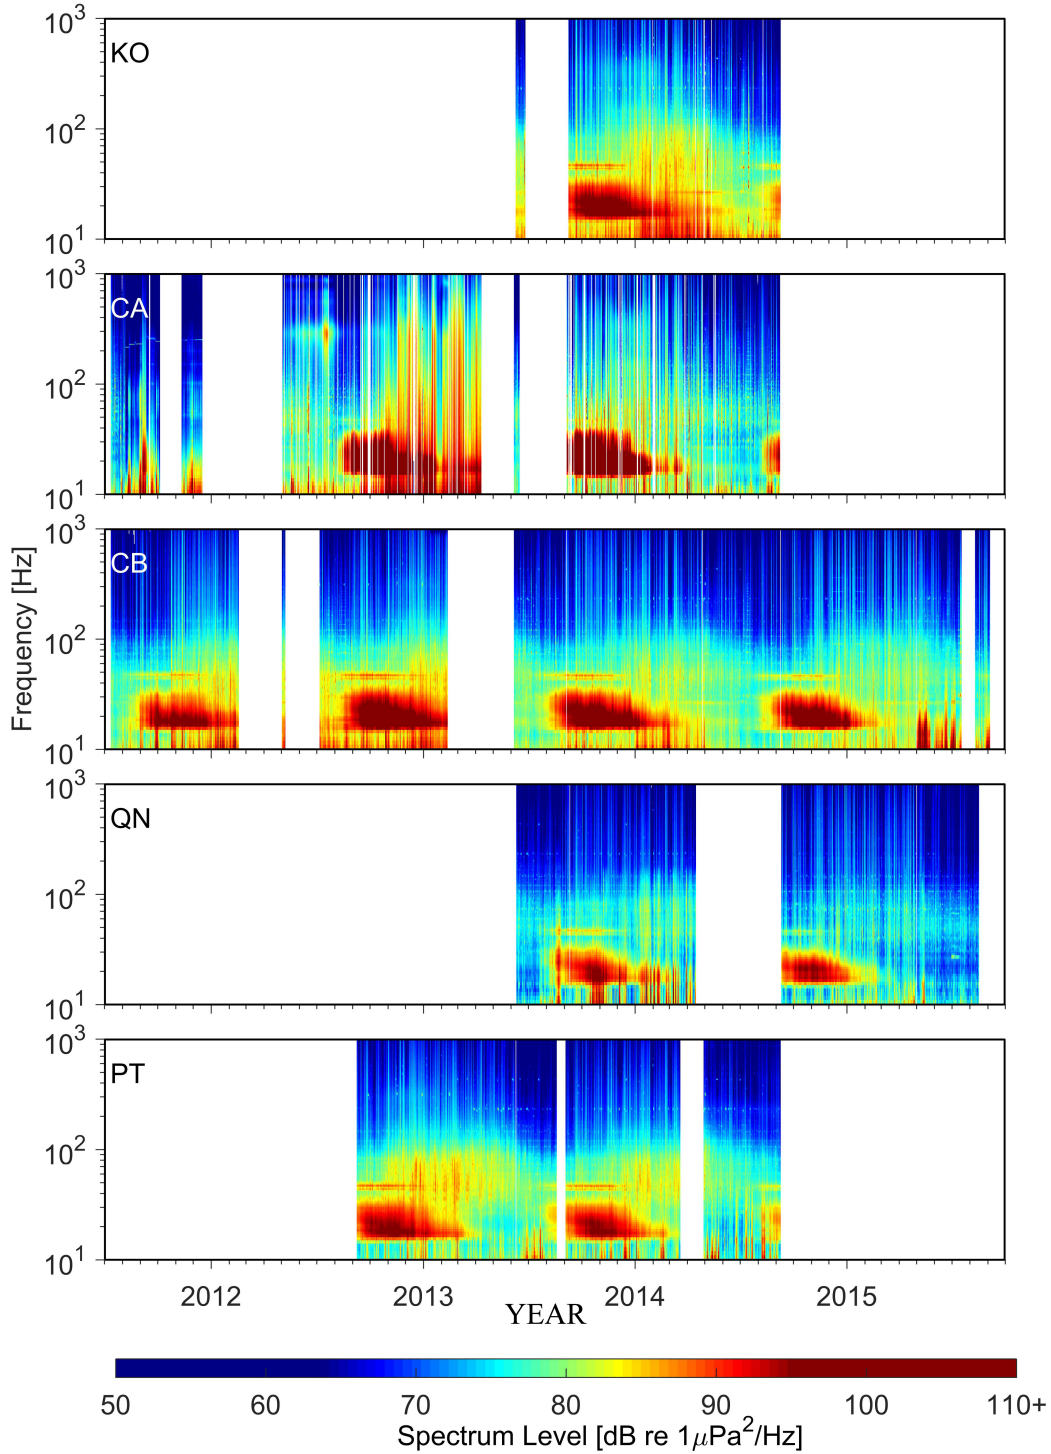 10³
KO
10²
10¹
10³
CA
10²
10¹
10³
CB
10²
10¹
Frequency [Hz]
10³
QN
10²
10¹
10³
PT
10²
10¹
2012 2013 2014 2015
YEAR
50 60 70 80 90 100 110+
Spectrum Level [dB re 1μPa²/Hz]